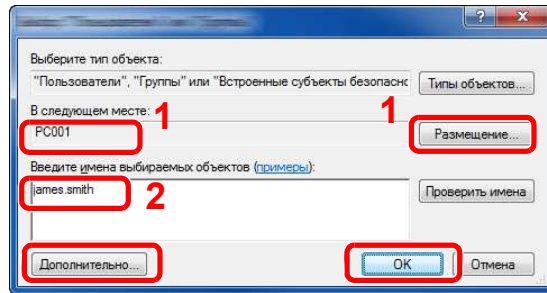 Выберите тип объекта:
"Пользователи", "Группы" или "Встроенные субъекты безопасно Типы объектов...
В следующем месте: 1 1
PC001 Размещение...
Введите имена выбираемых объектов (примеры):
james.smith 2 Проверить имена
Дополнительно... OK Отмена